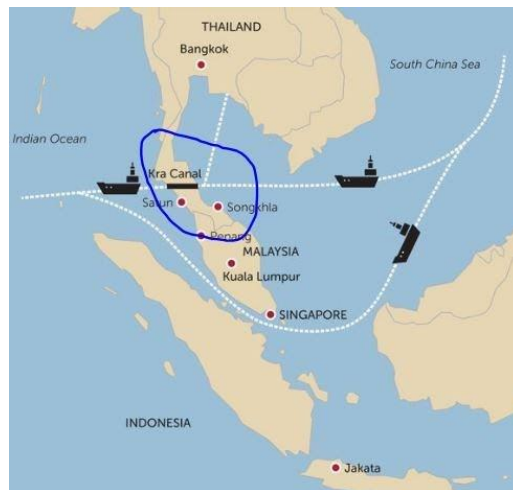 THAILAND
Bangkok
South China Sea
Indian Ocean
Kra Canal
Satun
Songkhla
Penang
MALAYSIA
Kuala Lumpur
SINGAPORE
INDONESIA
Jakata